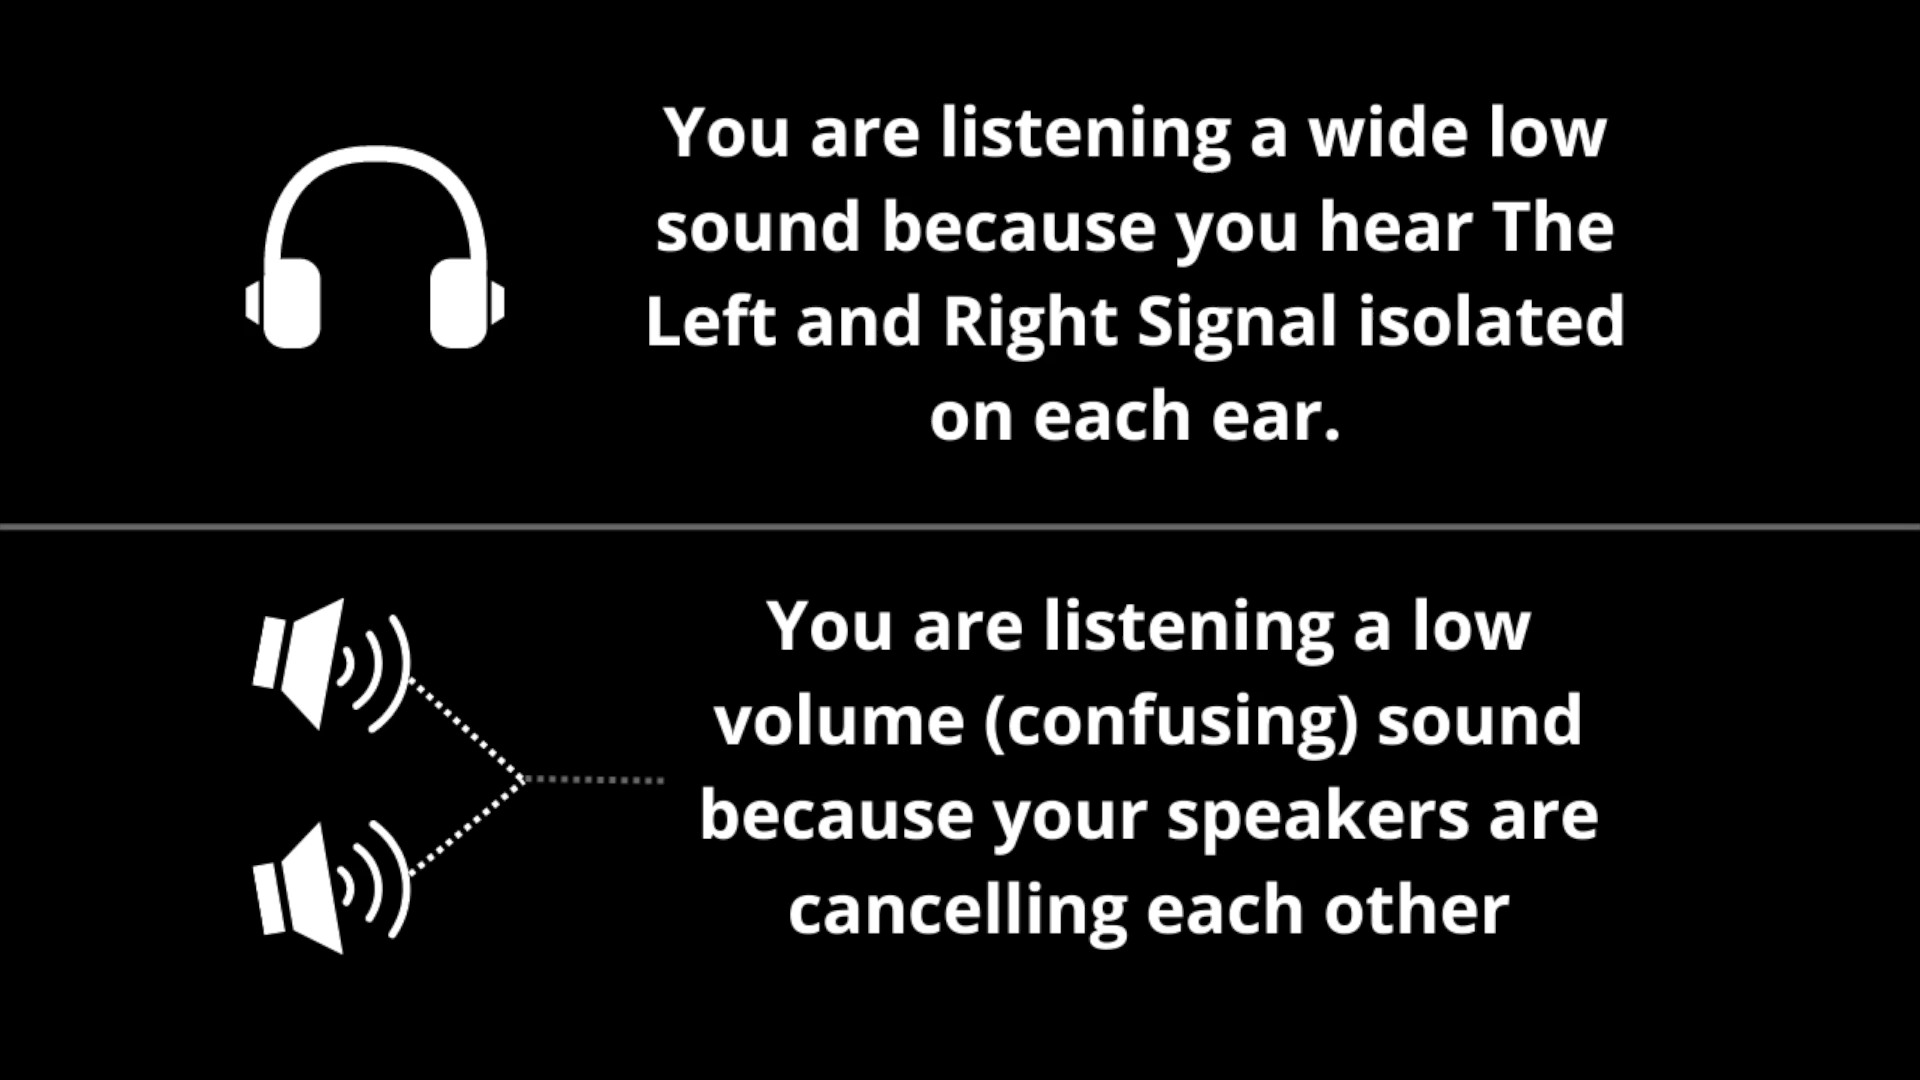 You are listening a wide low
sound because you hear The
Left and Right Signal isolated
on each ear.
You are listening a low
volume (confusing) sound
because your speakers are
cancelling each other